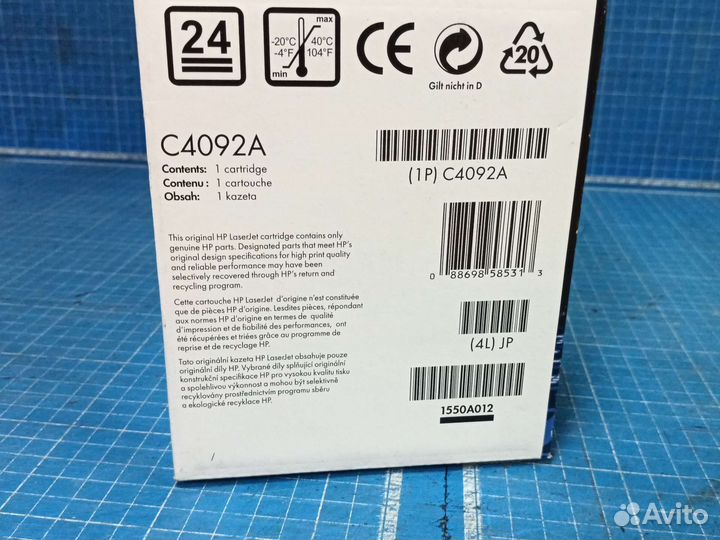 24
max
-20°C
40°C
-4°F
104°F
min
CE
Gilt nicht in D
20
C4092A
Contents: 1 cartridge
Contenu : 1 cartouche
Obsah: 1 kazeta
(1P) C4092A
This original HP LaserJet cartridge contains only
genuine HP parts. Designated parts that meet HP's
original design specifications for high print quality
and reliable performance may have been
selectively recovered through HP's return and
recycling program.
0 88698 58531 3
Cette cartouche HP LaserJet d'origine n'est constituée
que de pièces HP d'origine. Lesdites pièces, répondant
aux normes HP d'origine en termes de qualité
d'impression et de fiabilité des performances, ont
été récupérées et triées grâce au programme de
reprise et de recyclage HP.
(4L) JP
Tato originální kazeta HP LaserJet obsahuje pouze
originální díly HP. Vybrané díly splňující originální
konstrukční specifikace HP pro vysokou kvalitu tisku
a spolehlivou výkonnost a mohou být selektivně
recyklovány prostřednictvím programu sběru
a ekologické recyklace HP.
1550A012
Avito